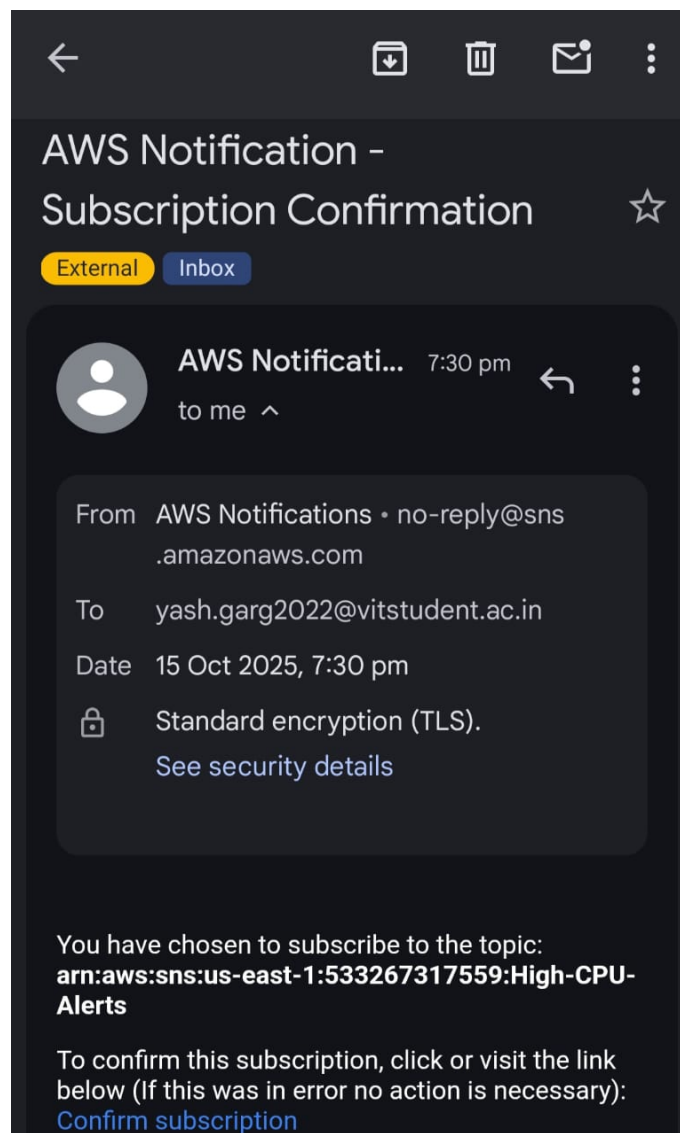 AWS Notification -
Subscription Confirmation
External Inbox
AWS Notificati... 7:30 pm
to me
From AWS Notifications • no-reply@sns
.amazonaws.com
To yash.garg2022@vitstudent.ac.in
Date 15 Oct 2025, 7:30 pm
Standard encryption (TLS).
See security details
You have chosen to subscribe to the topic:
arn:aws:sns:us-east-1:533267317559:High-CPU-
Alerts
To confirm this subscription, click or visit the link
below (If this was in error no action is necessary):
Confirm subscription